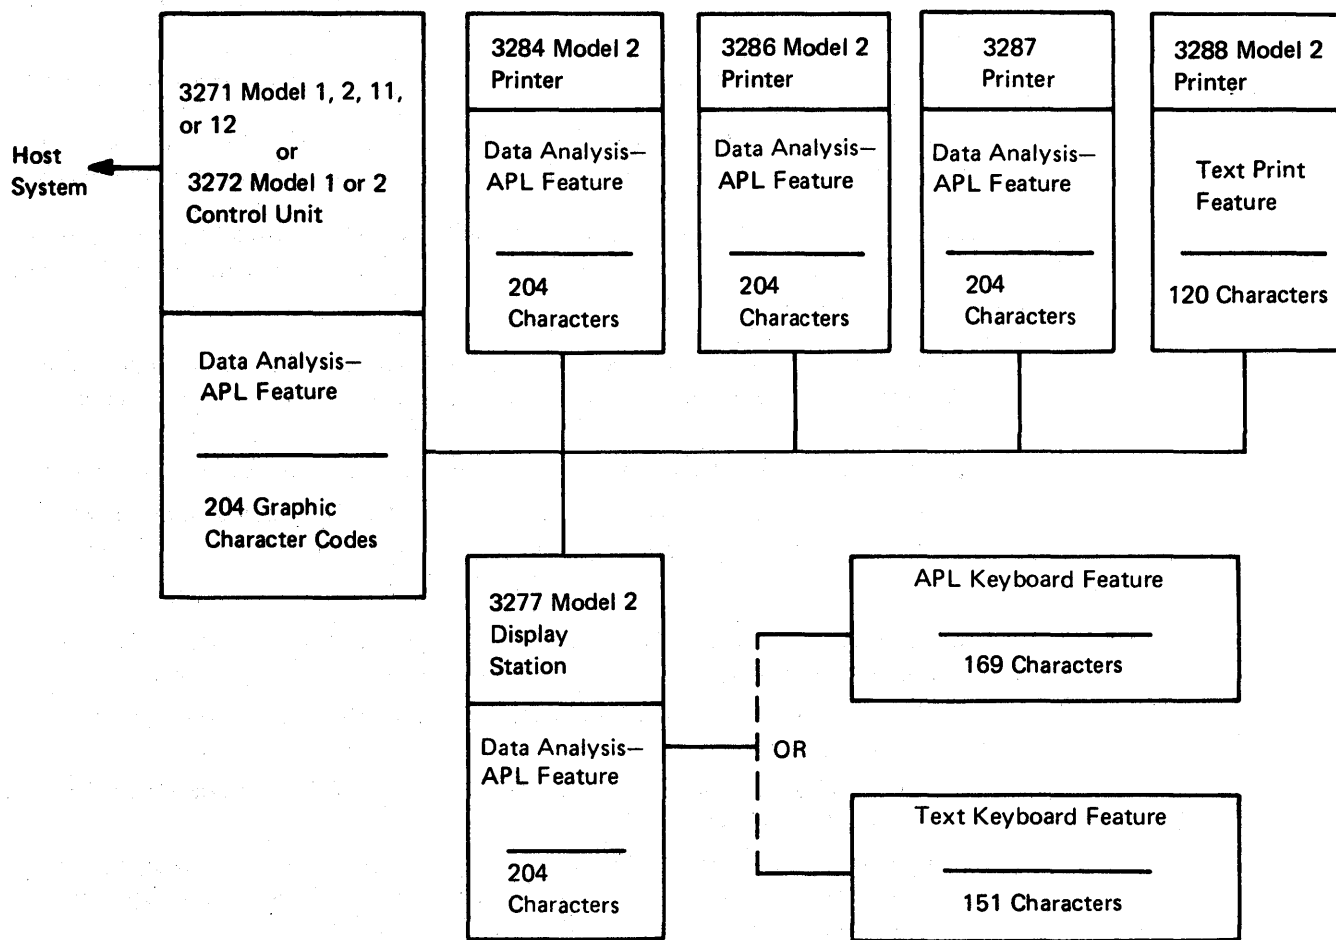 Host
System
3271 Model 1, 2, 11,
or 12
or
3272 Model 1 or 2
Control Unit
Data Analysis—
APL Feature
204 Graphic
Character Codes
3284 Model 2
Printer
Data Analysis—
APL Feature
204
Characters
3286 Model 2
Printer
Data Analysis—
APL Feature
204
Characters
3287
Printer
Data Analysis—
APL Feature
204
Characters
3288 Model 2
Printer
Text Print
Feature
120 Characters
3277 Model 2
Display
Station
Data Analysis—
APL Feature
204
Characters
OR
APL Keyboard Feature
169 Characters
Text Keyboard Feature
151 Characters